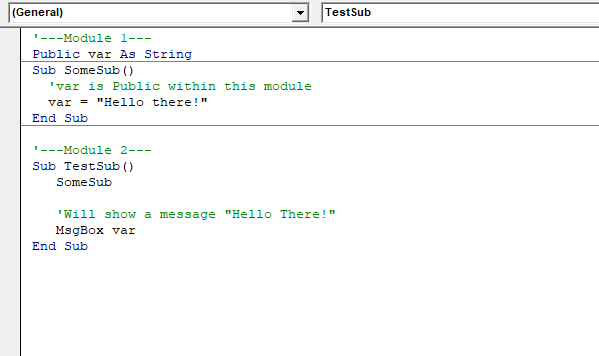 (General)
TestSub
'---Module 1---
Public var As String
Sub SomeSub()
'var is Public within this module
var = "Hello there!"
End Sub
'---Module 2---
Sub TestSub()
SomeSub
'Will show a message "Hello There!"
MsgBox var
End Sub